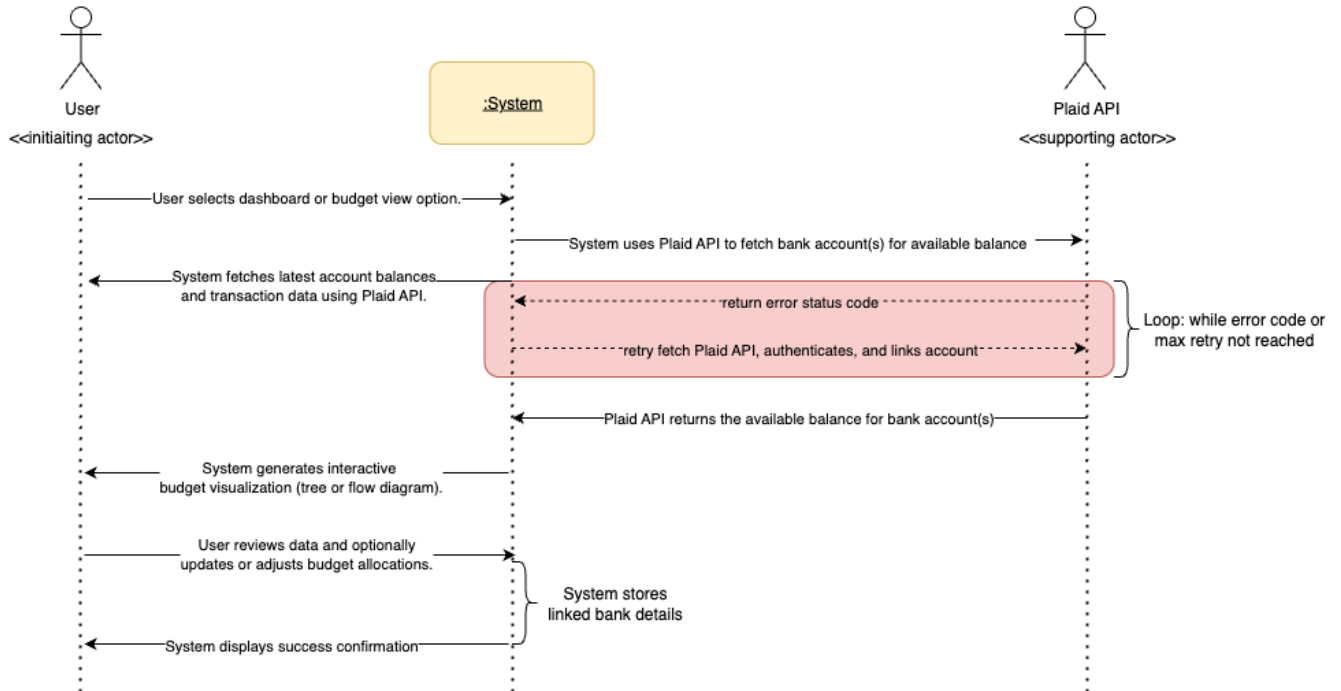 User
<<initiaiting actor>>
:System
Plaid API
<<supporting actor>>
User selects dashboard or budget view option.
System uses Plaid API to fetch bank account(s) for available balance
System fetches latest account balances
and transaction data using Plaid API.
return error status code
retry fetch Plaid API, authenticates, and links account
Loop: while error code or
max retry not reached
Plaid API returns the available balance for bank account(s)
System generates interactive
budget visualization (tree or flow diagram).
User reviews data and optionally
updates or adjusts budget allocations.
System stores
linked bank details
System displays success confirmation